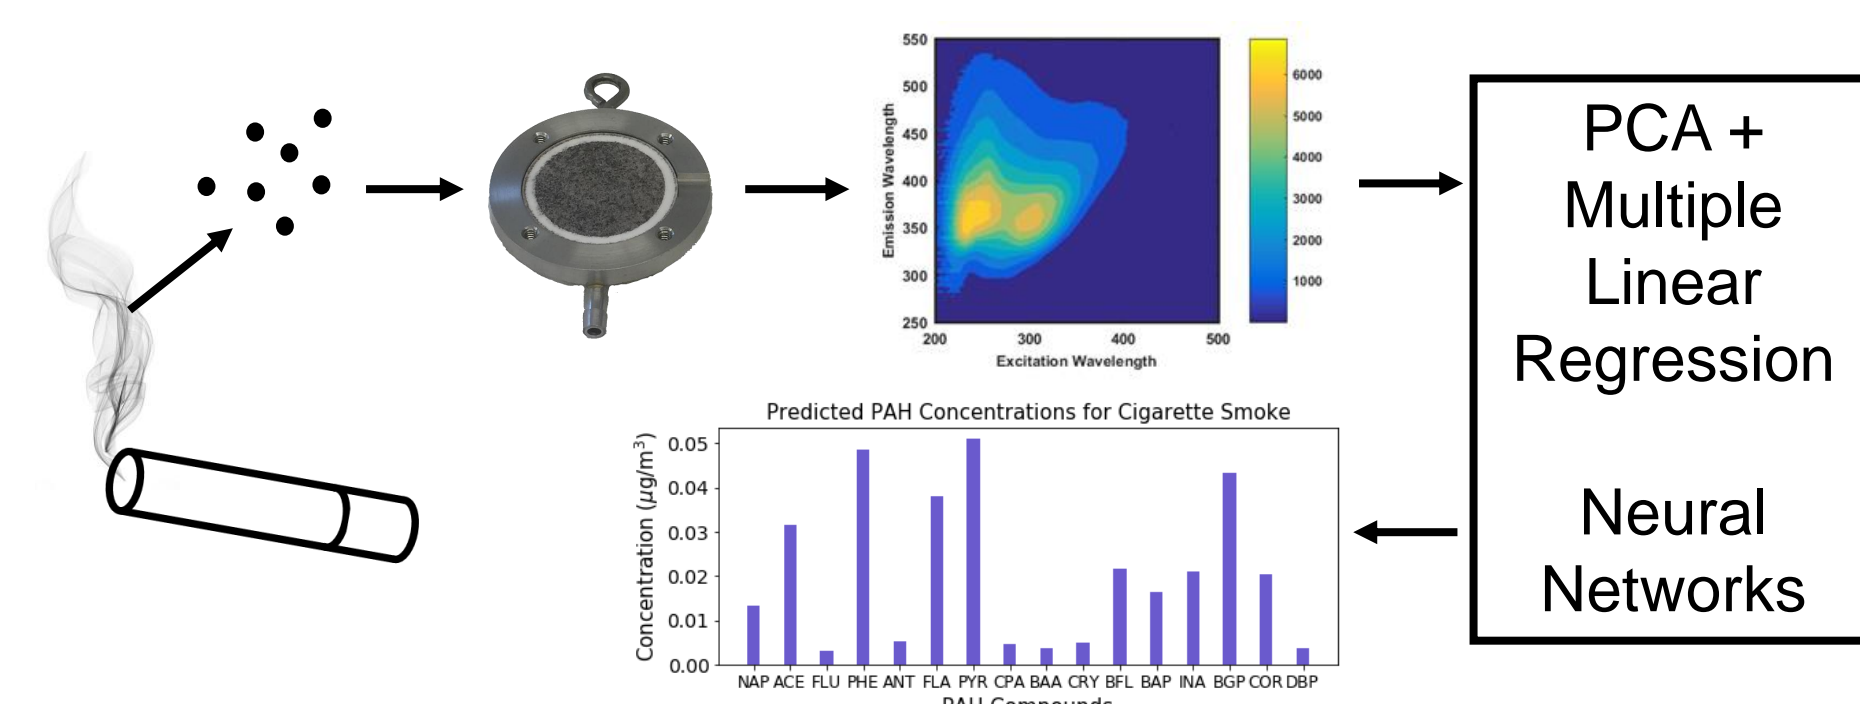 550
500
450
400
350
300
250
Emission Wavelength
200 300 400 500
Excitation Wavelength
6000
5000
4000
3000
2000
1000
PCA +
Multiple
Linear
Regression
Neural
Networks
Predicted PAH Concentrations for Cigarette Smoke
Concentration (μg/m³)
0.05
0.04
0.03
0.02
0.01
0.00
NAP ACE FLU PHE ANT FLA PYR CPA BAA CRY BFL BAP INA BGP COR DBP
PAH Compounds